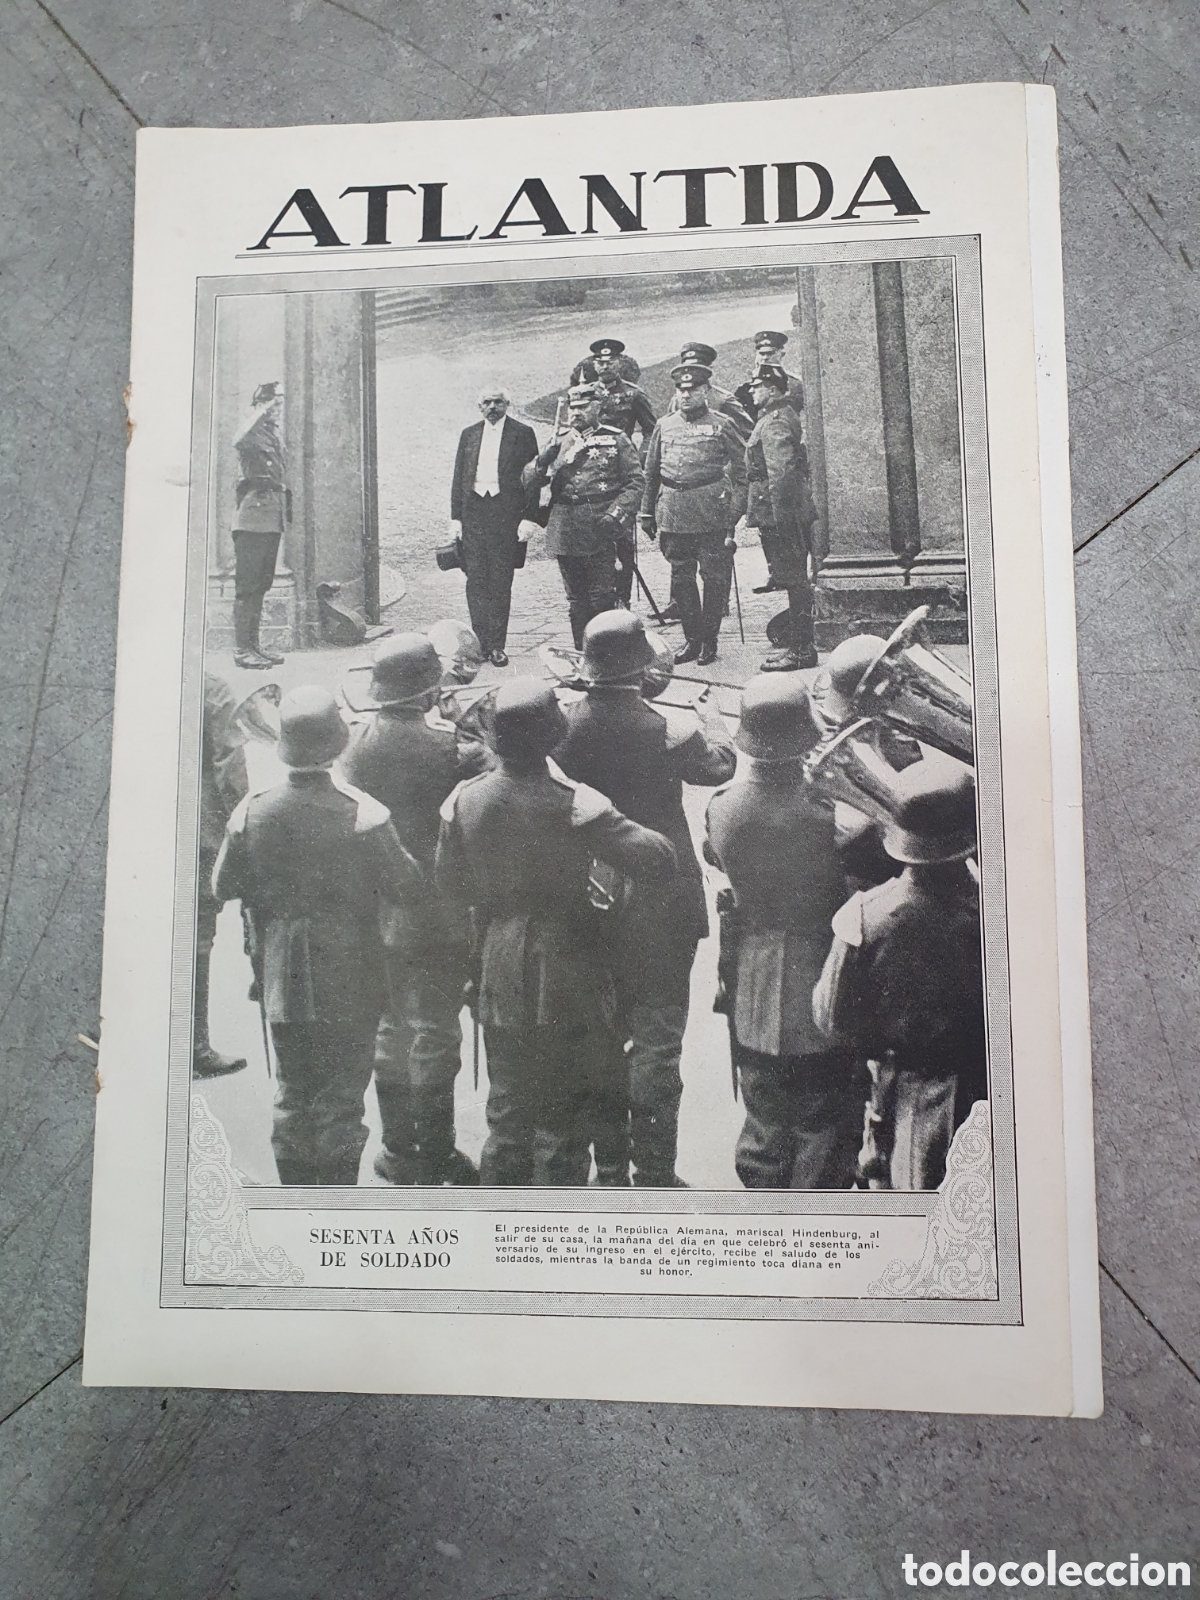 ATLANTIDA
SESENTA AÑOS
DE SOLDADO
El presidente de la República Alemana, mariscal Hindenburg, al
salir de su casa, la mañana del día en que celebró el sesenta ani-
versario de su ingreso en el ejército, recibe el saludo de los
soldados, mientras la banda de un regimiento toca diana en
su honor.
todocoleccion